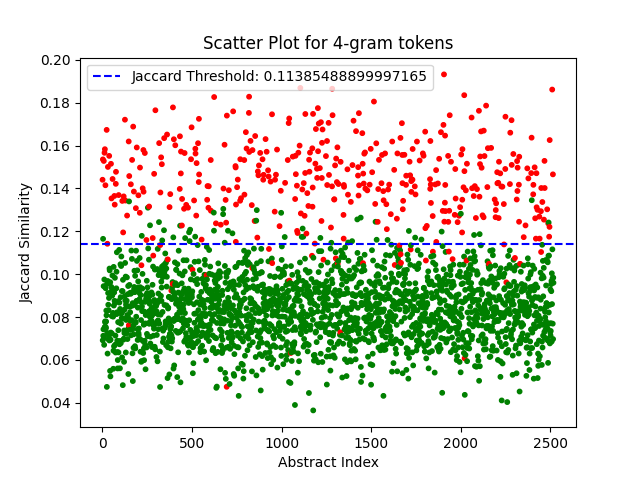 Scatter Plot for 4-gram tokens
Jaccard Threshold: 0.11385488899997165
0.20
0.18
0.16
0.14
0.12
0.10
0.08
0.06
0.04
Jaccard Similarity
0 500 1000 1500 2000 2500
Abstract Index